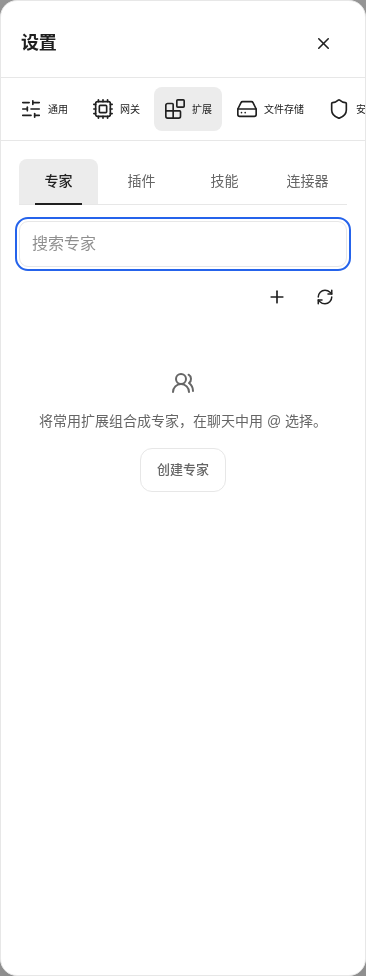 设置
通用
网关
扩展
文件存储
专家
插件
技能
连接器
搜索专家
将常用扩展组合成专家，在聊天中用 @ 选择。
创建专家